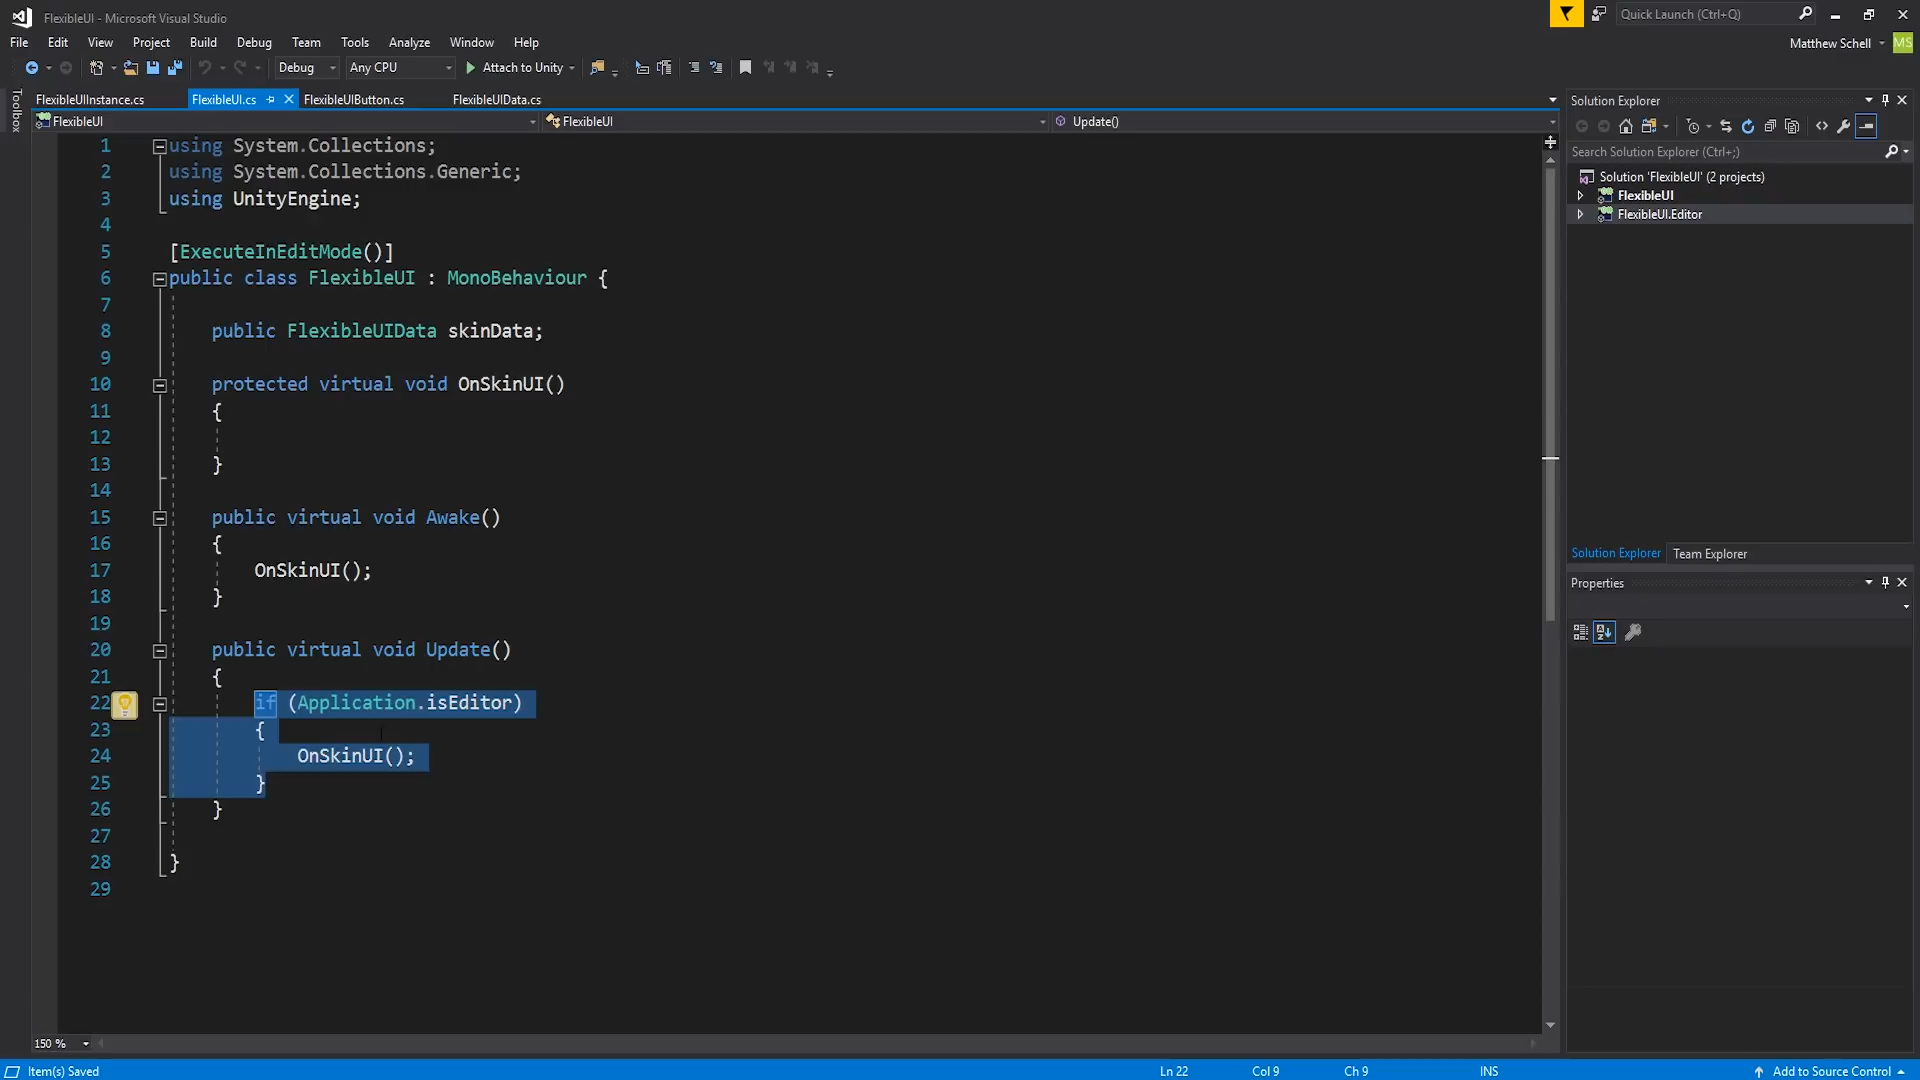 FlexibleUI - Microsoft Visual Studio
Quick Launch (Ctrl+Q)
File Edit View Project Build Debug Team Tools Analyze Window Help
Matthew Schell MS
Debug Any CPU Attach to Unity
Toolbox
FlexibleUIInstance.cs FlexibleUI.cs FlexibleUIButton.cs FlexibleUIData.cs
FlexibleUI FlexibleUI Update()
1 using System.Collections;
2 using System.Collections.Generic;
3 using UnityEngine;
4
5 [ExecuteInEditMode()]
6 public class FlexibleUI : MonoBehaviour {
7
8 public FlexibleUIData skinData;
9
10 protected virtual void OnSkinUI()
11 {
12
13 }
14
15 public virtual void Awake()
16 {
17 OnSkinUI();
18 }
19
20 public virtual void Update()
21 {
22 if (Application.isEditor)
23 {
24 OnSkinUI();
25 }
26 }
27
28 }
29
150 %
Solution Explorer
Search Solution Explorer (Ctrl+;)
Solution 'FlexibleUI' (2 projects)
FlexibleUI
FlexibleUI.Editor
Solution Explorer Team Explorer
Properties
Item(s) Saved Ln 22 Col 9 Ch 9 INS Add to Source Control